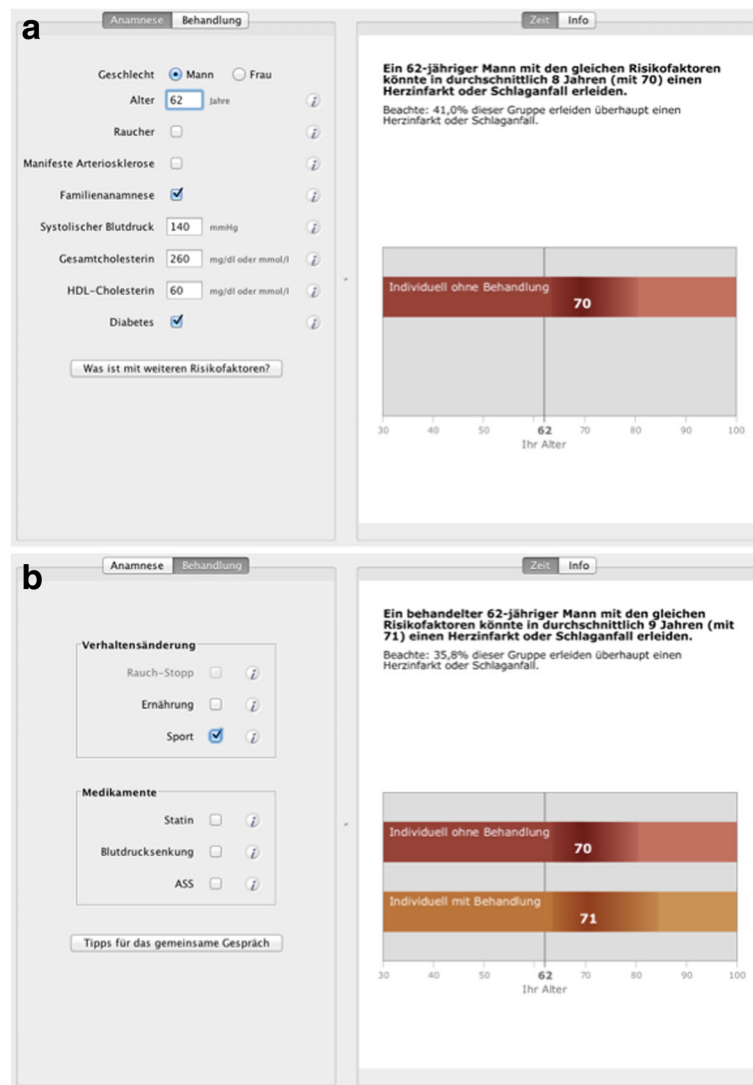 a
Anamnese Behandlung
Geschlecht Mann Frau
Alter 62 Jahre
Raucher
Manifeste Arteriosklerose
Familienanamnese
Systolischer Blutdruck 140 mmHg
Gesamtcholesterin 260 mg/dl oder mmol/l
HDL-Cholesterin 60 mg/dl oder mmol/l
Diabetes
Was ist mit weiteren Risikofaktoren?
Zeit Info
Ein 62-jähriger Mann mit den gleichen Risikofaktoren
könnte in durchschnittlich 8 Jahren (mit 70) einen
Herzinfarkt oder Schlaganfall erleiden.
Beachte: 41,0% dieser Gruppe erleiden überhaupt einen
Herzinfarkt oder Schlaganfall.
Individuell ohne Behandlung
70
30 40 50 62 70 80 90 100
Ihr Alter
b
Anamnese Behandlung
Verhaltensänderung
Rauch-Stopp
Ernährung
Sport
Medikamente
Statin
Blutdrucksenkung
ASS
Tipps für das gemeinsame Gespräch
Zeit Info
Ein behandelter 62-jähriger Mann mit den gleichen
Risikofaktoren könnte in durchschnittlich 9 Jahren (mit
71) einen Herzinfarkt oder Schlaganfall erleiden.
Beachte: 35,8% dieser Gruppe erleiden überhaupt einen
Herzinfarkt oder Schlaganfall.
Individuell ohne Behandlung
70
Individuell mit Behandlung
71
30 40 50 62 70 80 90 100
Ihr Alter